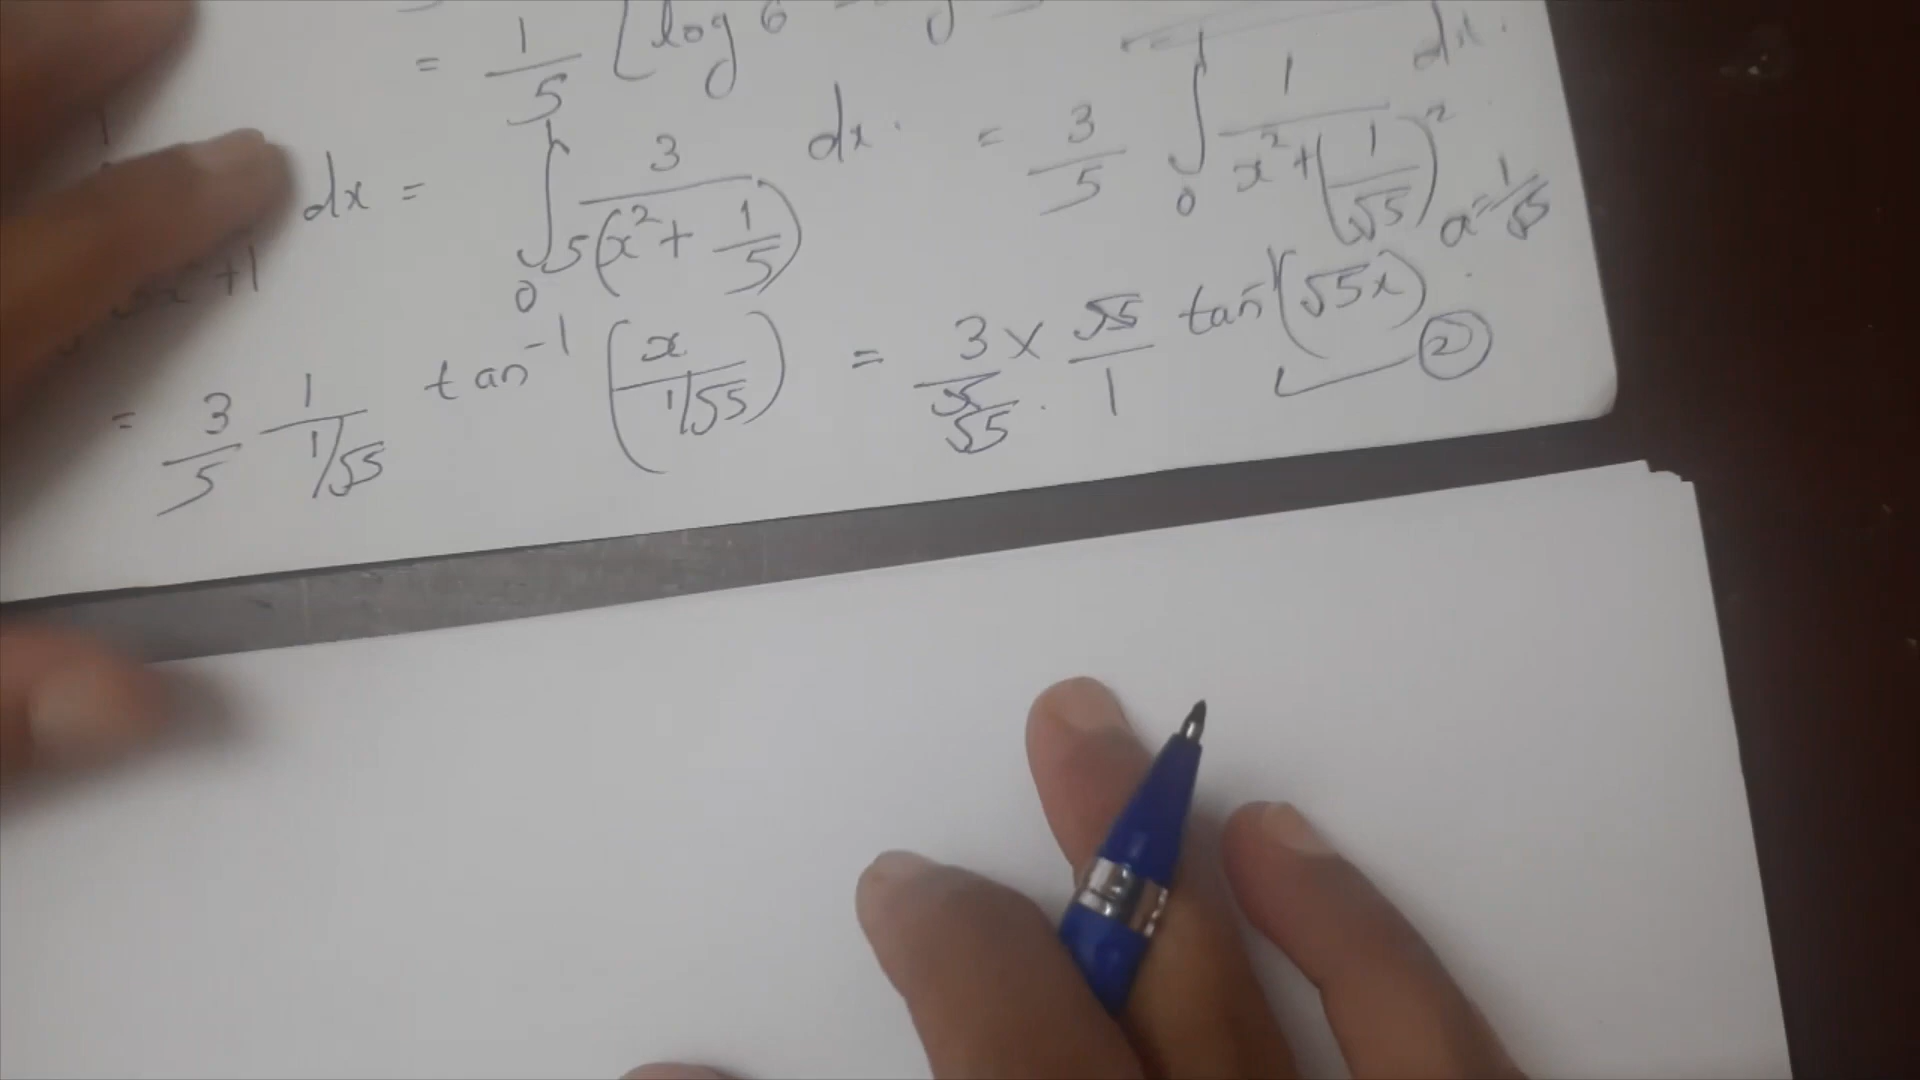 = 1/5 [log 6
dx = ∫₀¹ 3/(5(x² + 1/5)) dx. = 3/5 ∫₀¹ 1/(x² + (1/√5)²) dx. a = 1/√5
= 3/5 1/(1/√5) tan⁻¹ (x/(1/√5)) = 3/(√5√5) × √5/1 tan⁻¹(√5x) ②